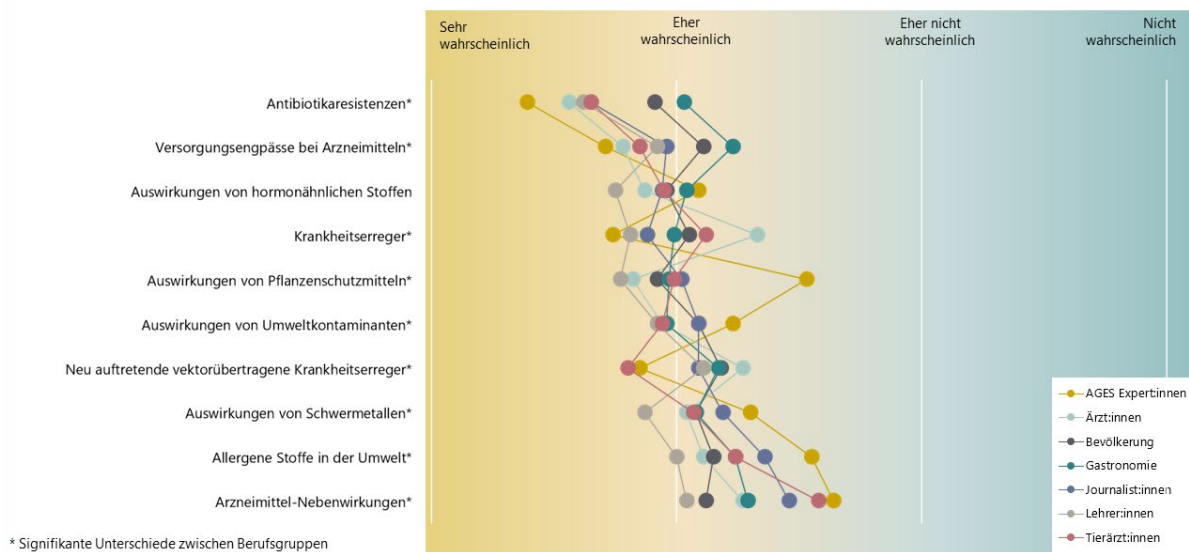 Sehr
wahrscheinlich
Eher
wahrscheinlich
Eher nicht
wahrscheinlich
Nicht
wahrscheinlich
Antibiotikaresistenzen*
Versorgungsengpässe bei Arzneimitteln*
Auswirkungen von hormonähnlichen Stoffen
Krankheitserreger*
Auswirkungen von Pflanzenschutzmitteln*
Auswirkungen von Umweltkontaminanten*
Neu auftretende vektorübertragene Krankheitserreger*
Auswirkungen von Schwermetallen*
Allergene Stoffe in der Umwelt*
Arzneimittel-Nebenwirkungen*
AGES Expert:innen
Ärzt:innen
Bevölkerung
Gastronomie
Journalist:innen
Lehrer:innen
Tierärzt:innen
* Signifikante Unterschiede zwischen Berufsgruppen